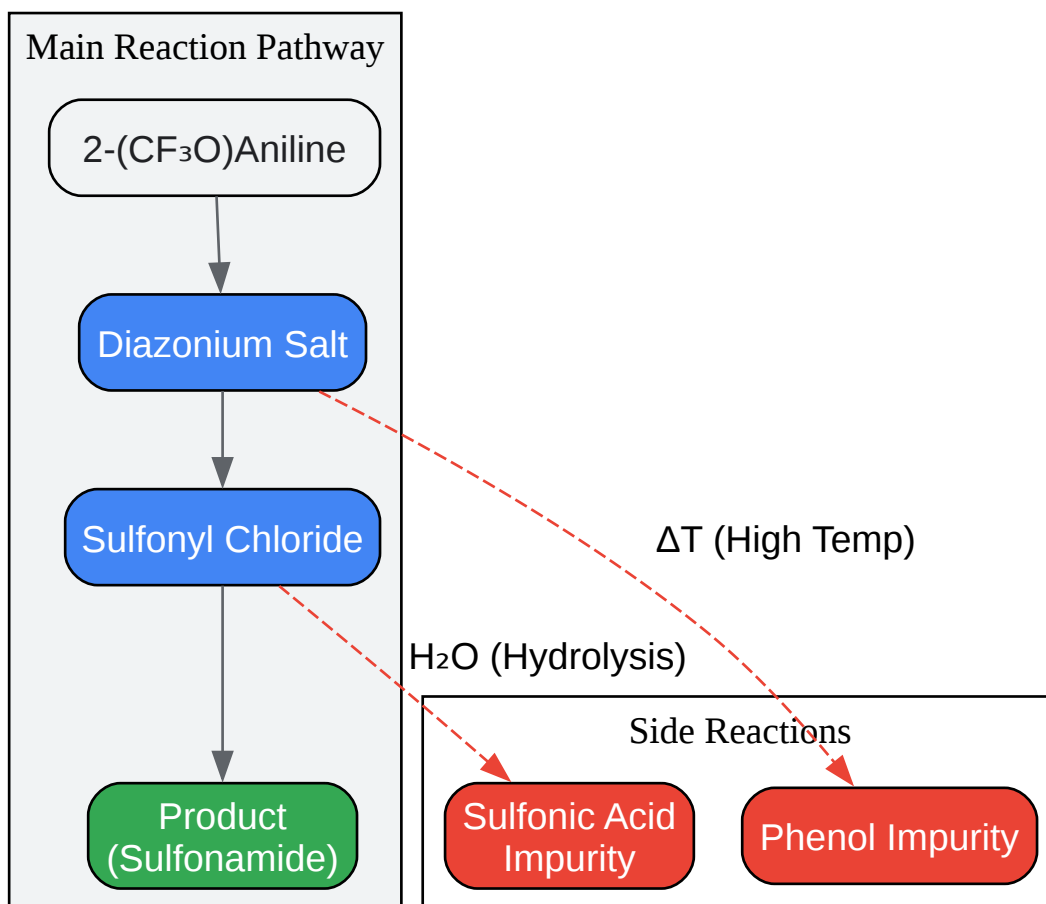 Main Reaction Pathway
2-(CF₃O)Aniline
Diazonium Salt
Sulfonyl Chloride
ΔT (High Temp)
H₂O (Hydrolysis)
Side Reactions
Product
(Sulfonamide)
Sulfonic Acid
Impurity
Phenol Impurity